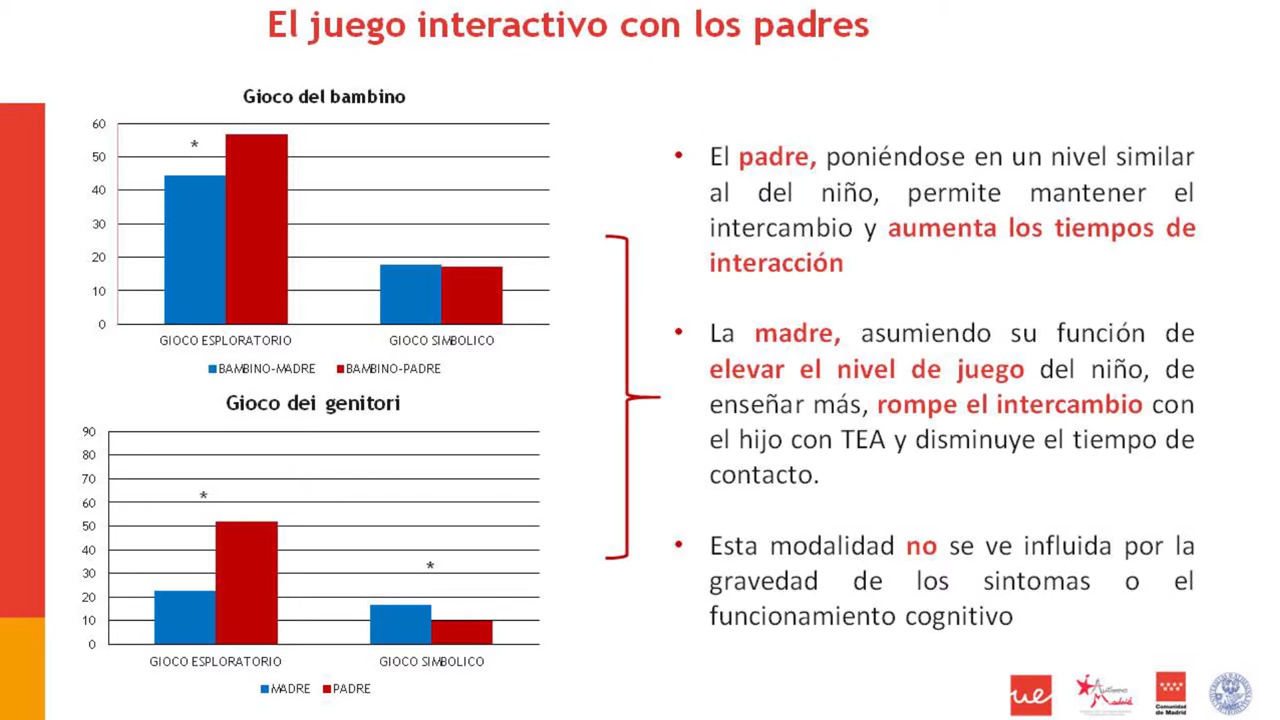 El juego interactivo con los padres
Gioco del bambino
60
50
40
30
20
10
0
*
GIOCO ESPLORATORIO
GIOCO SIMBOLICO
BAMBINO-MADRE
BAMBINO-PADRE
Gioco dei genitori
90
80
70
60
50
40
30
20
10
0
*
*
GIOCO ESPLORATORIO
GIOCO SIMBOLICO
MADRE
PADRE
• El padre, poniéndose en un nivel similar
al del niño, permite mantener el
intercambio y aumenta los tiempos de
interacción
• La madre, asumiendo su función de
elevar el nivel de juego del niño, de
enseñar más, rompe el intercambio con
el hijo con TEA y disminuye el tiempo de
contacto.
• Esta modalidad no se ve influida por la
gravedad de los sintomas o el
funcionamiento cognitivo
ue
Autismo
Madrid
Comunidad
de Madrid